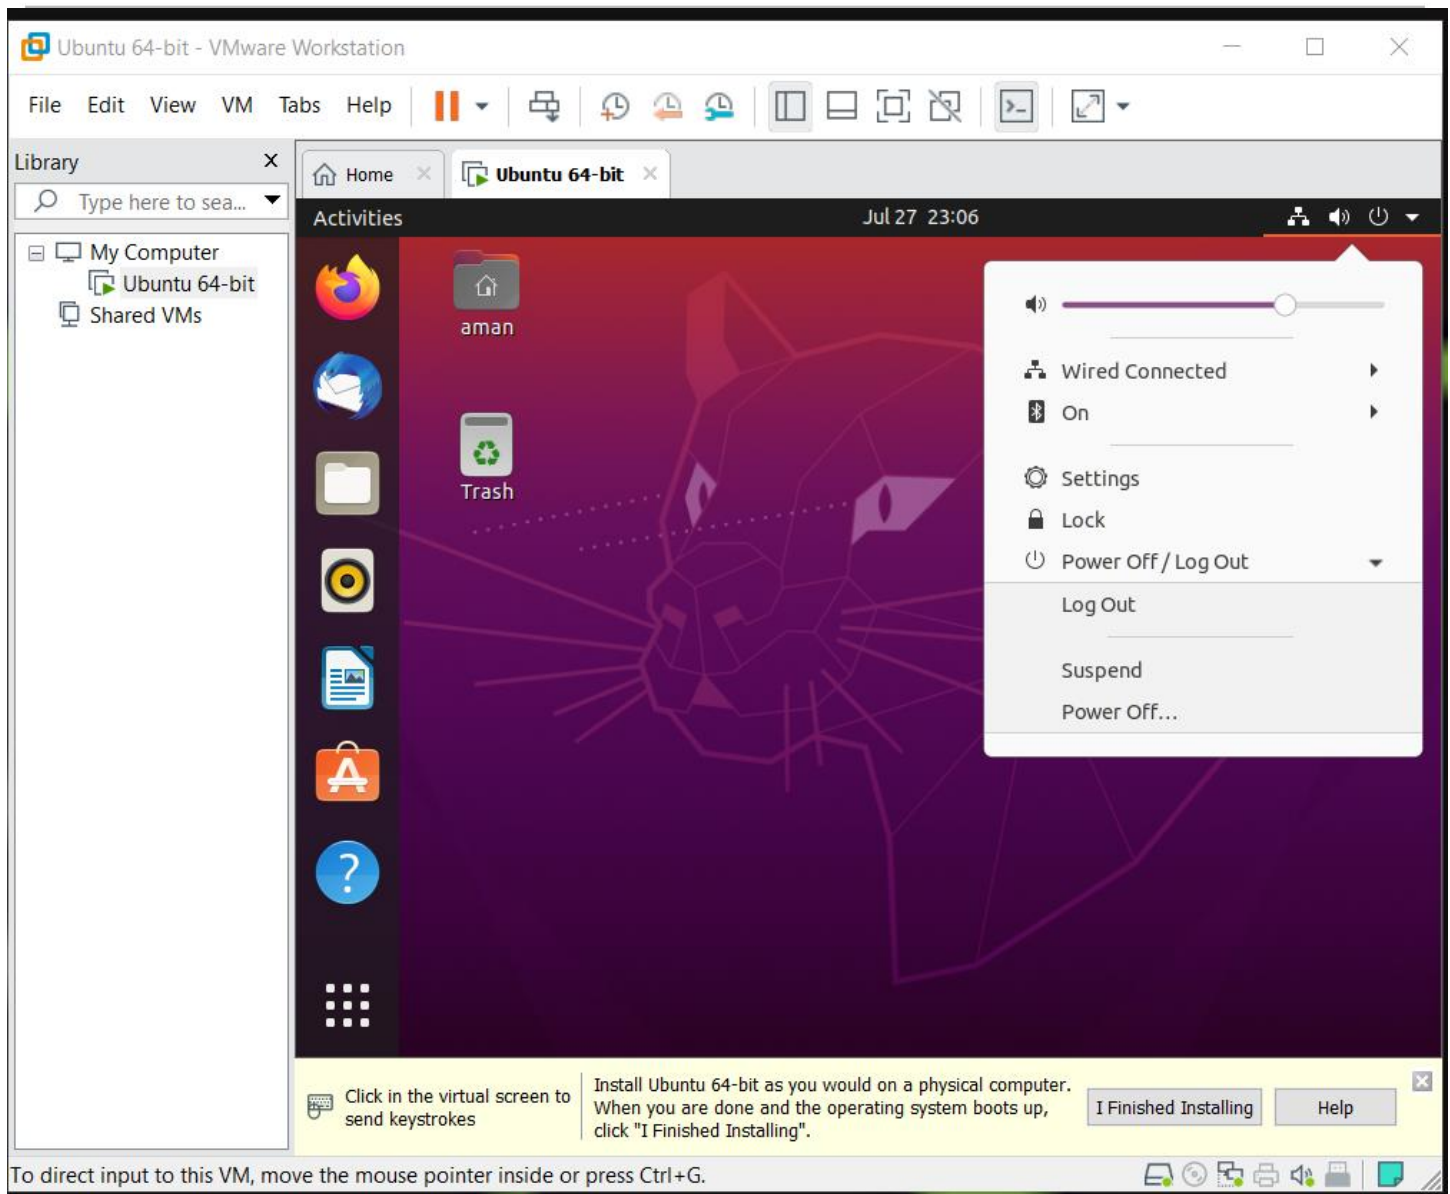 Ubuntu 64-bit - VMware Workstation
File Edit View VM Tabs Help
Library X
Type here to sea...
My Computer
Ubuntu 64-bit
Shared VMs
Home
Ubuntu 64-bit
Activities
Jul 27 23:06
aman
Trash
Wired Connected
On
Settings
Lock
Power Off / Log Out
Log Out
Suspend
Power Off...
Click in the virtual screen to
send keystrokes
Install Ubuntu 64-bit as you would on a physical computer.
When you are done and the operating system boots up,
click "I Finished Installing".
I Finished Installing
Help
To direct input to this VM, move the mouse pointer inside or press Ctrl+G.